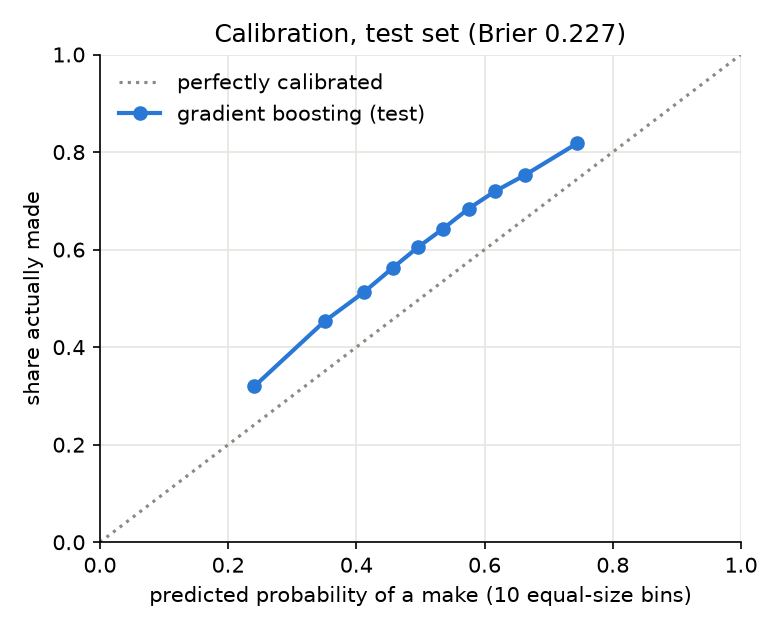 Calibration, test set (Brier 0.227)
perfectly calibrated
gradient boosting (test)
share actually made
1.0
0.8
0.6
0.4
0.2
0.0
0.0 0.2 0.4 0.6 0.8 1.0
predicted probability of a make (10 equal-size bins)